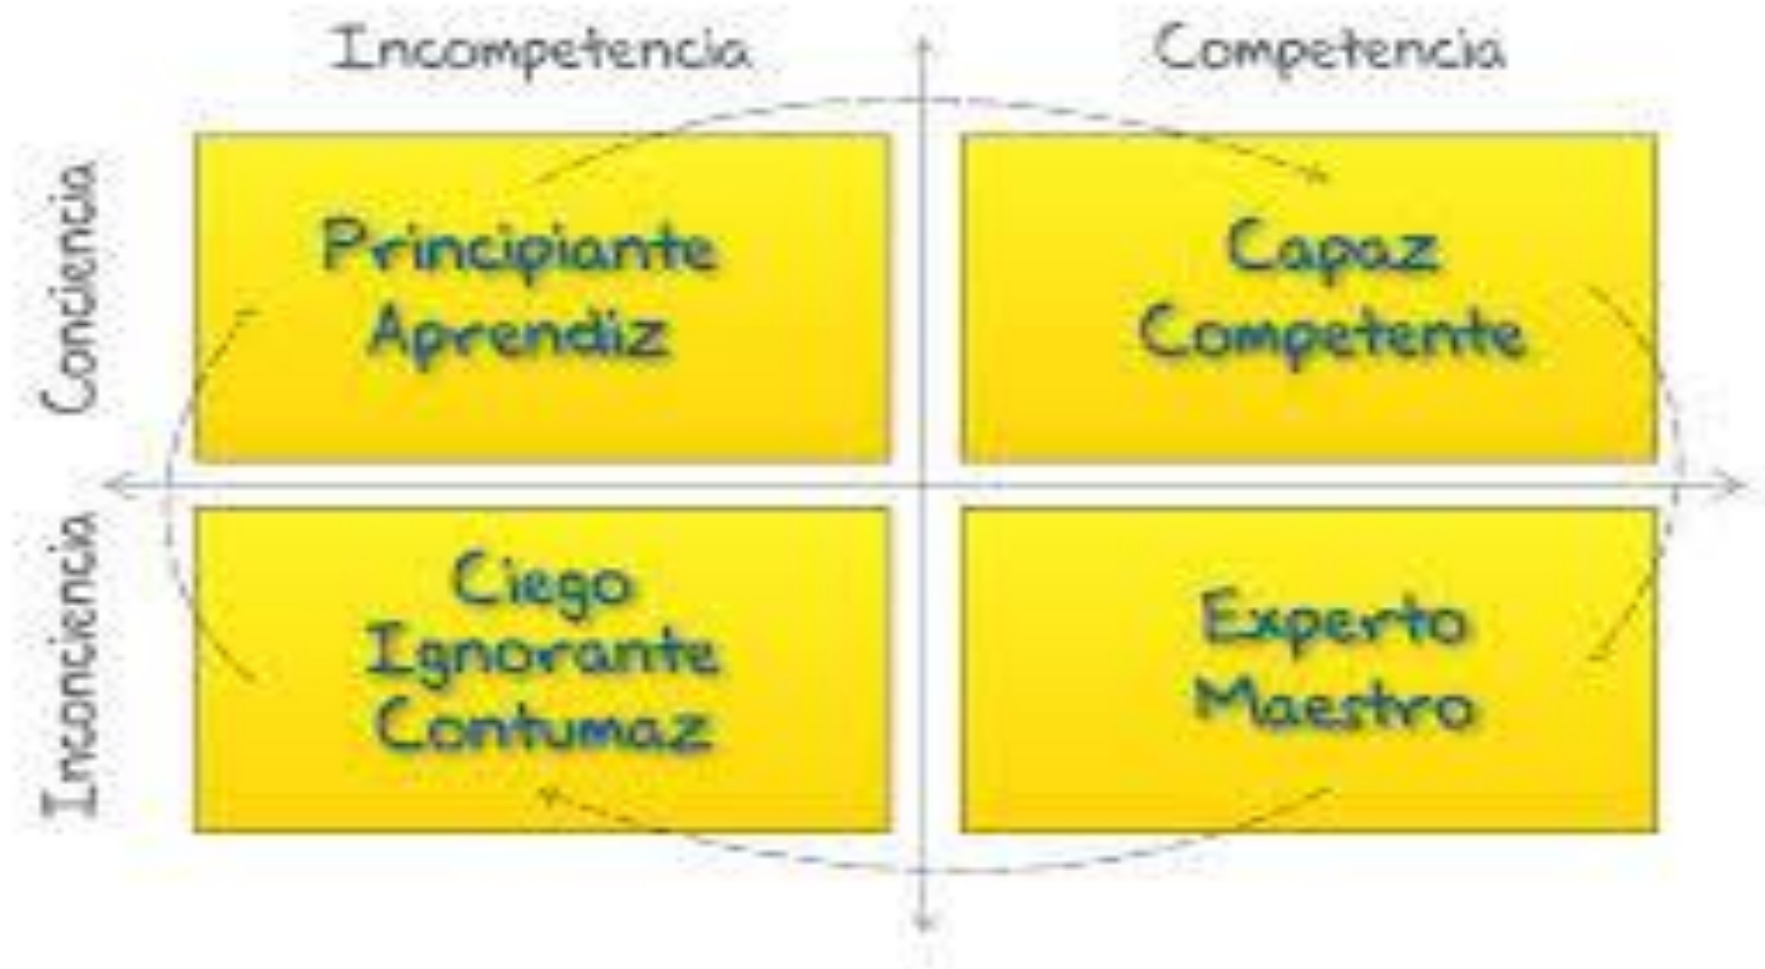 Incompetencia
Competencia
Conciencia
Principiante
Aprendiz
Capaz
Competente
Inconciencia
Ciego
Ignorante
Contumaz
Experto
Maestro